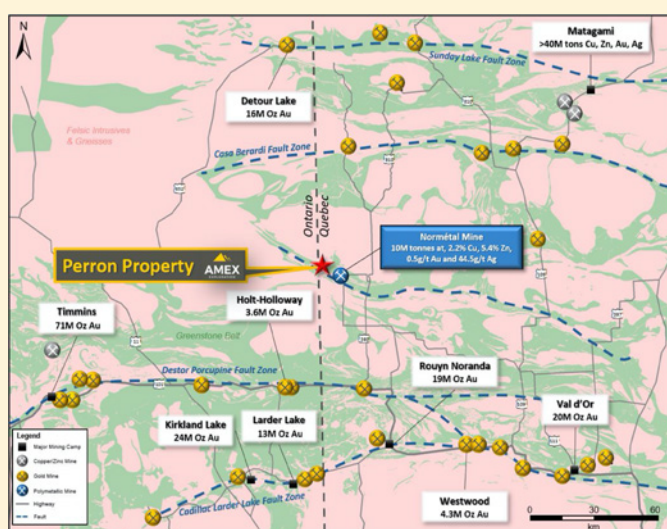 N
Matagami
>40M tons Cu, Zn, Au, Ag
Sunday Lake Fault Zone
Detour Lake
16M Oz Au
Felsic Intrusives
& Gneisses
Casa Berardi Fault Zone
Ontario
Quebec
Normétal Mine
10M tonnes at, 2.2% Cu, 5.4% Zn,
0.5g/t Au and 44.5g/t Ag
Perron Property
AMEX
Holt-Holloway
3.6M Oz Au
Timmins
71M Oz Au
Greenstone Belt
Destor Porcupine Fault Zone
Rouyn Noranda
19M Oz Au
Kirkland Lake
24M Oz Au
Larder Lake
13M Oz Au
Val d'Or
20M Oz Au
Cadillac Larder Lake Fault Zone
Westwood
4.3M Oz Au
Legend
Major Mining Camp
Copper/Zinc Mine
Gold Mine
Polymetallic Mine
Highway
Fault
0 30 60
km